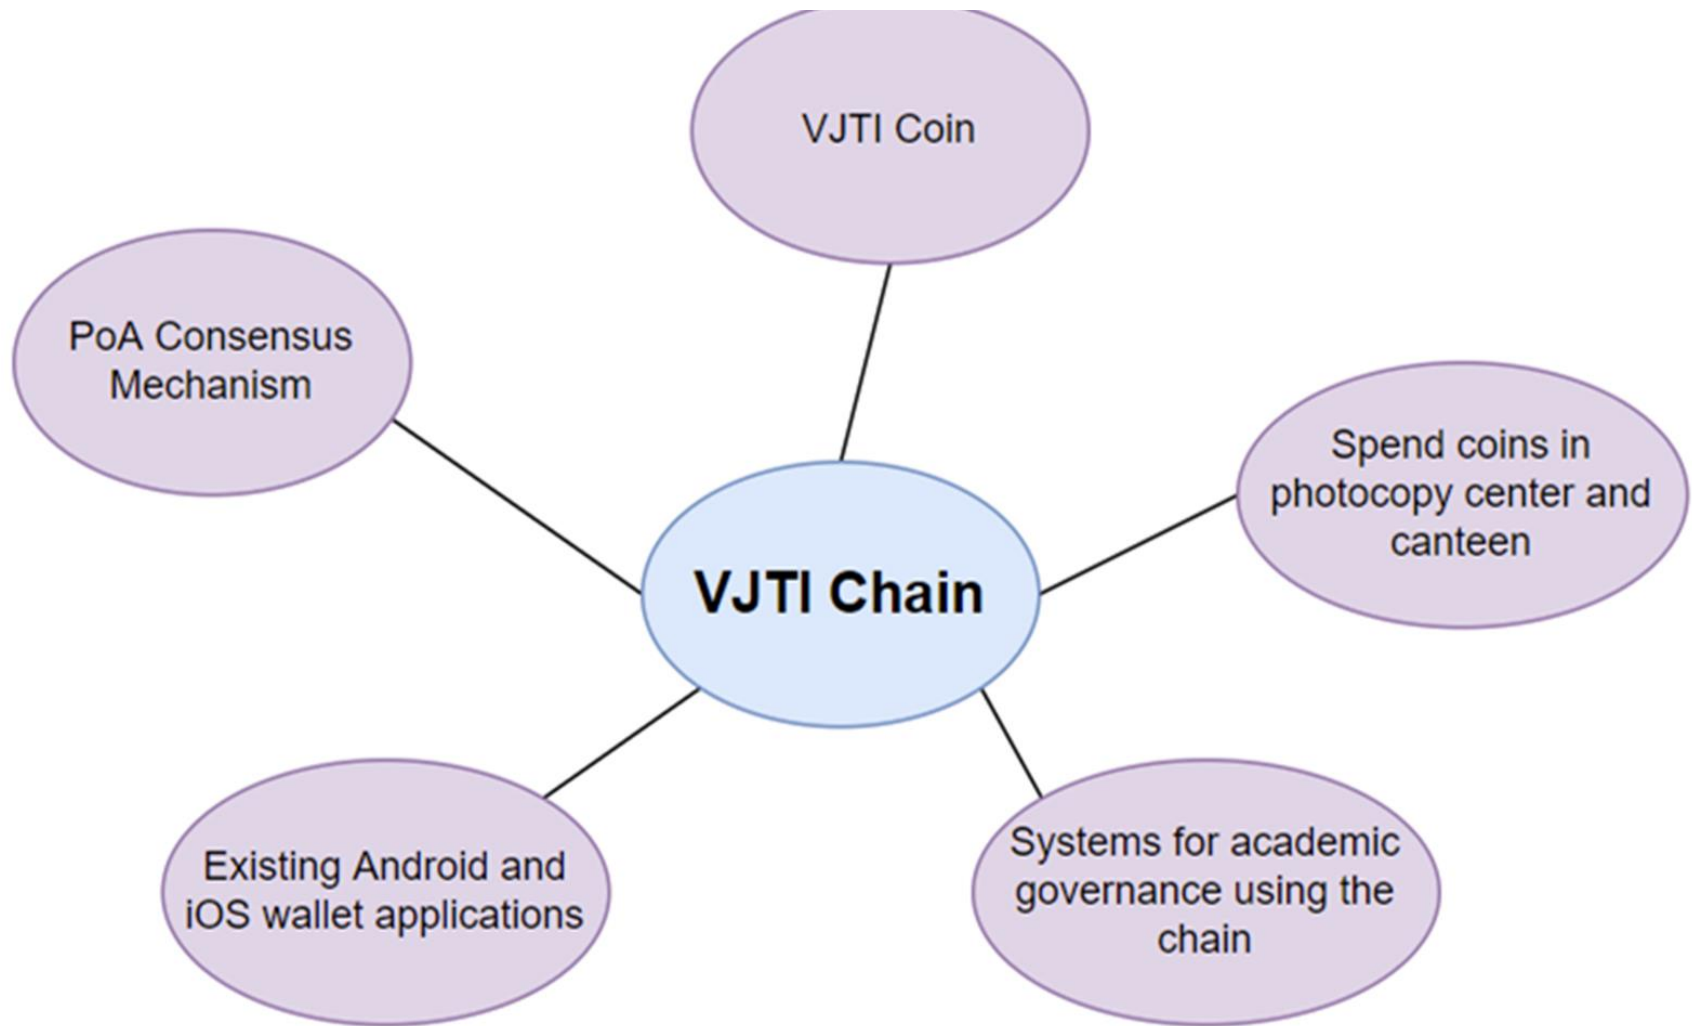 VJTI Coin
PoA Consensus
Mechanism
Spend coins in
photocopy center and
canteen
VJTI Chain
Existing Android and
iOS wallet applications
Systems for academic
governance using the
chain